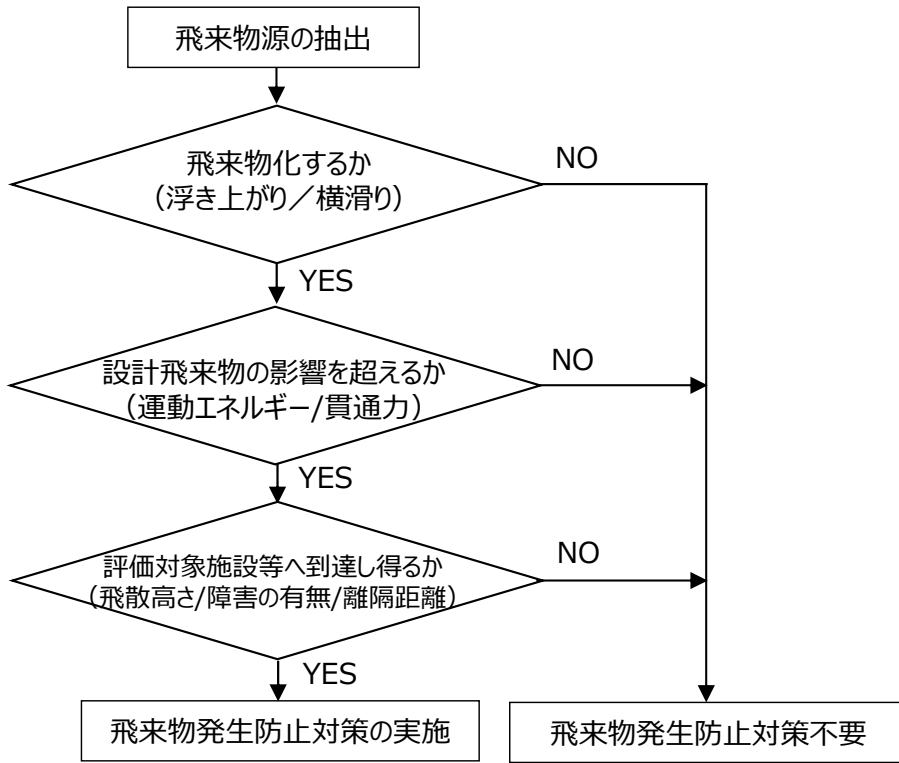 飛来物源の抽出
飛来物化するか
（浮き上がり／横滑り）
NO
YES
設計飛来物の影響を超えるか
（運動エネルギー/貫通力）
NO
YES
評価対象施設等へ到達し得るか
（飛散高さ/障害の有無/離隔距離）
NO
YES
飛来物発生防止対策の実施
飛来物発生防止対策不要